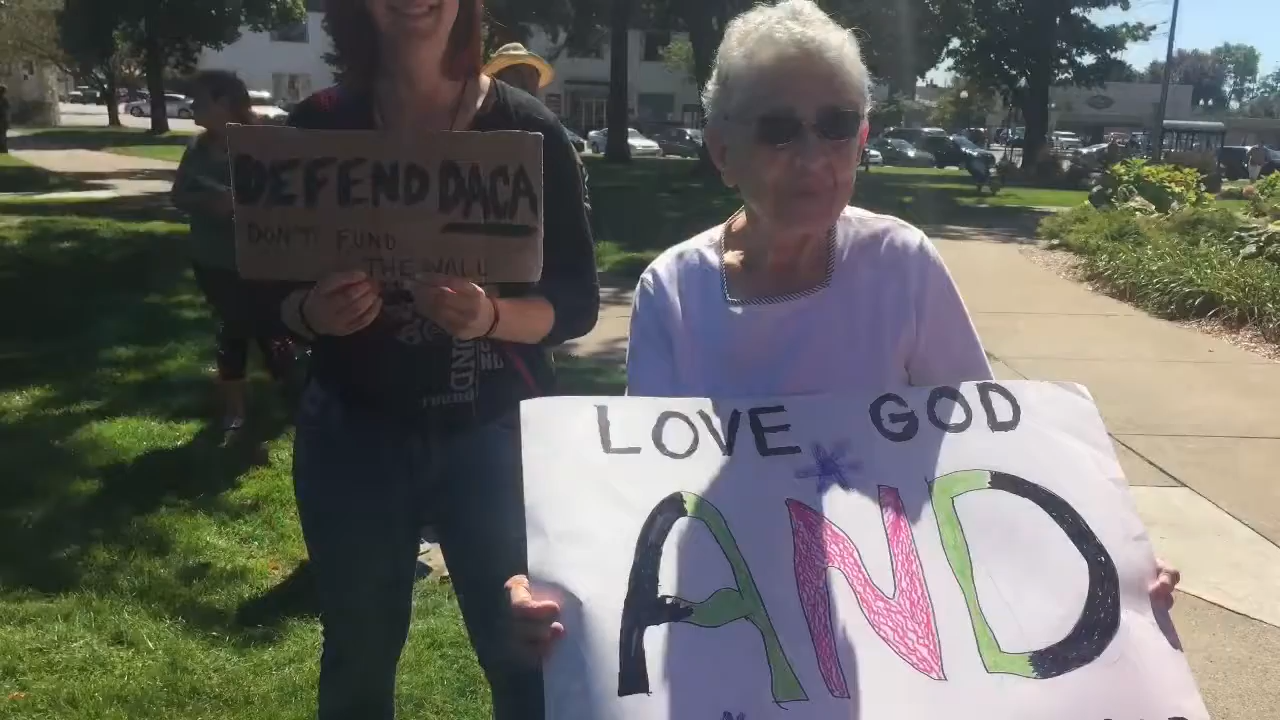 DEFEND DACA
DON'T FUND
THE WALL
LOVE GOD
AND